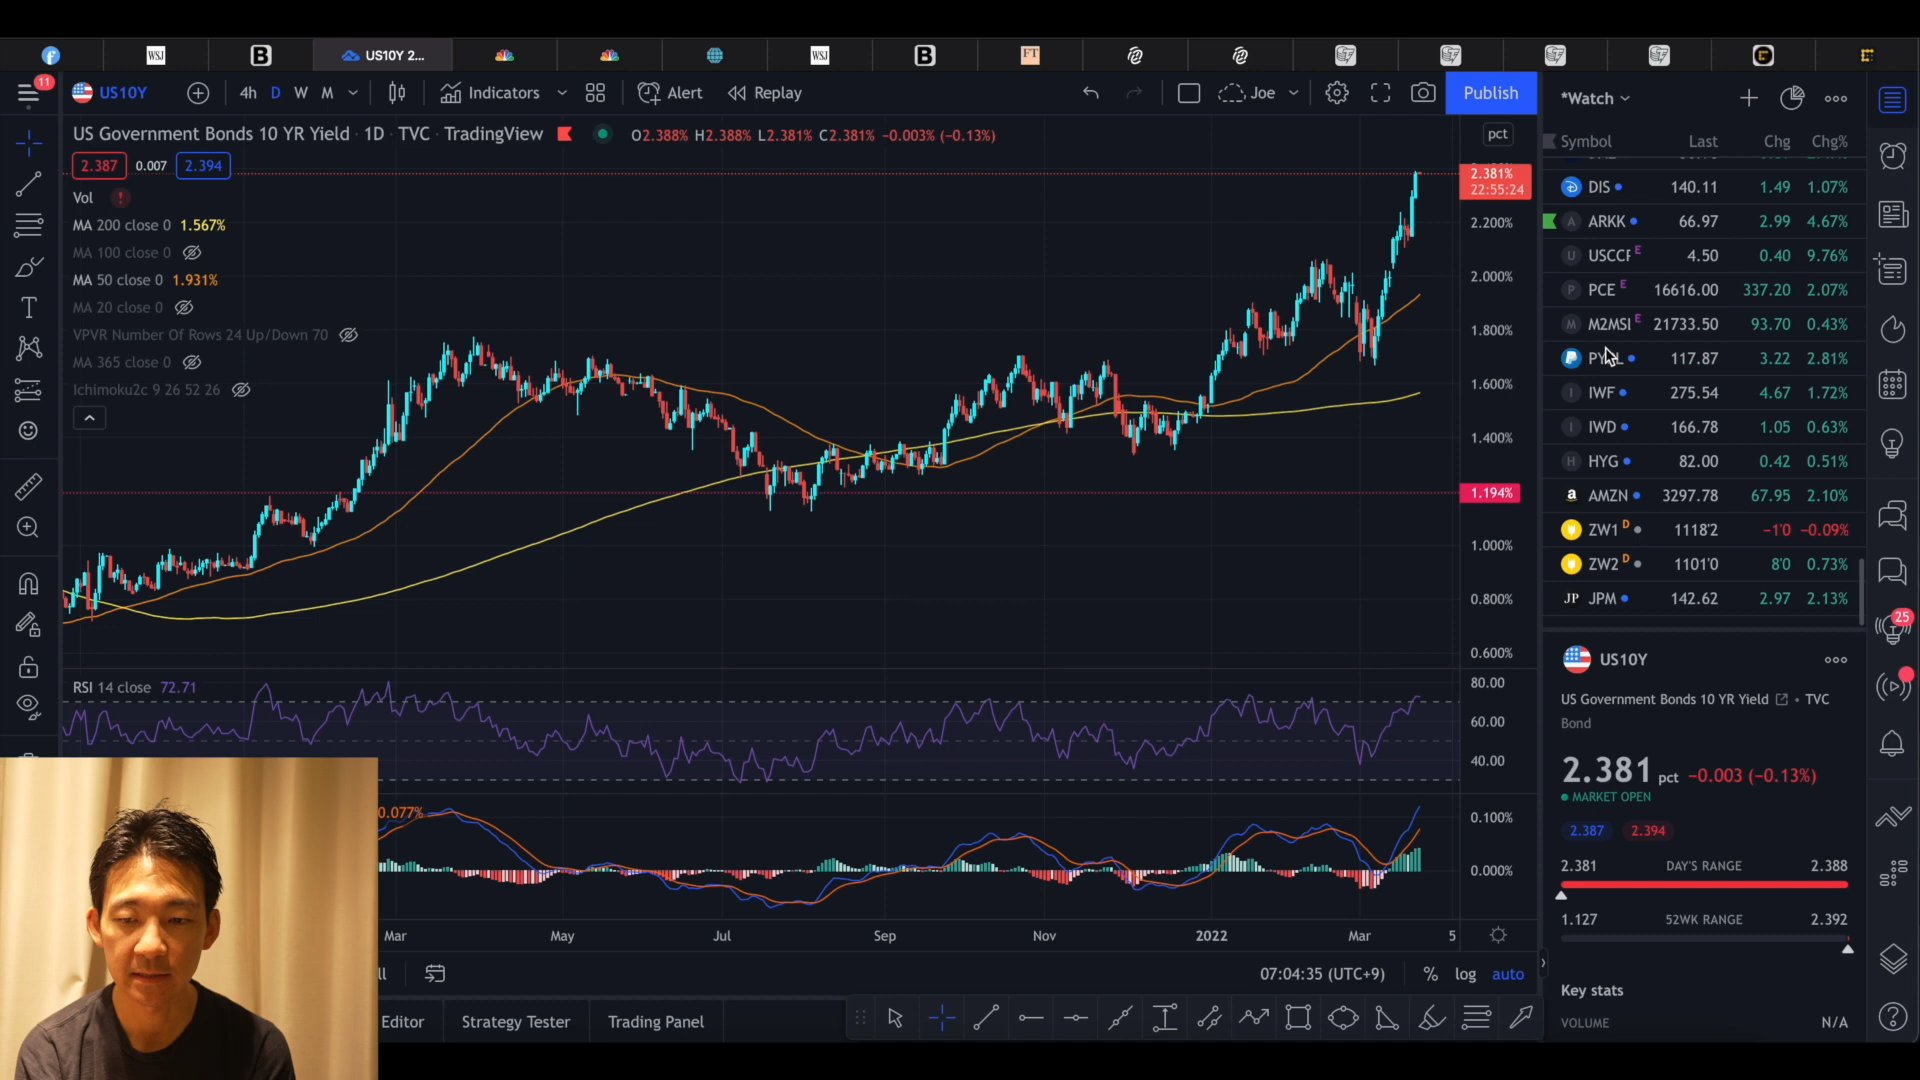 WSJ
B
US10Y 2...
WSJ
B
FT
11
US10Y
4h D W M
Indicators
Alert
Replay
Joe
Publish
*Watch
US Government Bonds 10 YR Yield · 1D · TVC · TradingView
O2.388% H2.388% L2.381% C2.381% −0.003% (−0.13%)
pct
2.387 0.007 2.394
Vol
MA 200 close 0 1.567%
MA 100 close 0
MA 50 close 0 1.931%
MA 20 close 0
VPVR Number Of Rows 24 Up/Down 70
MA 365 close 0
Ichimoku2c 9 26 52 26
2.381%
22:55:24
2.200%
2.000%
1.800%
1.600%
1.400%
1.194%
1.000%
0.800%
0.600%
RSI 14 close 72.71
80.00
60.00
40.00
0.077%
0.100%
0.000%
Mar May Jul Sep Nov 2022 Mar 5
07:04:35 (UTC+9) % log auto
Editor Strategy Tester Trading Panel
Symbol Last Chg Chg%
DIS 140.11 1.49 1.07%
A ARKK 66.97 2.99 4.67%
U USCCF E 4.50 0.40 9.76%
P PCE E 16616.00 337.20 2.07%
M M2MSI E 21733.50 93.70 0.43%
117.87 3.22 2.81%
I IWF 275.54 4.67 1.72%
I IWD 166.78 1.05 0.63%
H HYG 82.00 0.42 0.51%
a AMZN 3297.78 67.95 2.10%
ZW1 D 1118'2 −1'0 −0.09%
ZW2 D 1101'0 8'0 0.73%
JP JPM 142.62 2.97 2.13%
25
US10Y
US Government Bonds 10 YR Yield • TVC
Bond
2.381 pct −0.003 (−0.13%)
MARKET OPEN
2.387 2.394
2.381 DAY'S RANGE 2.388
1.127 52WK RANGE 2.392
Key stats
VOLUME N/A